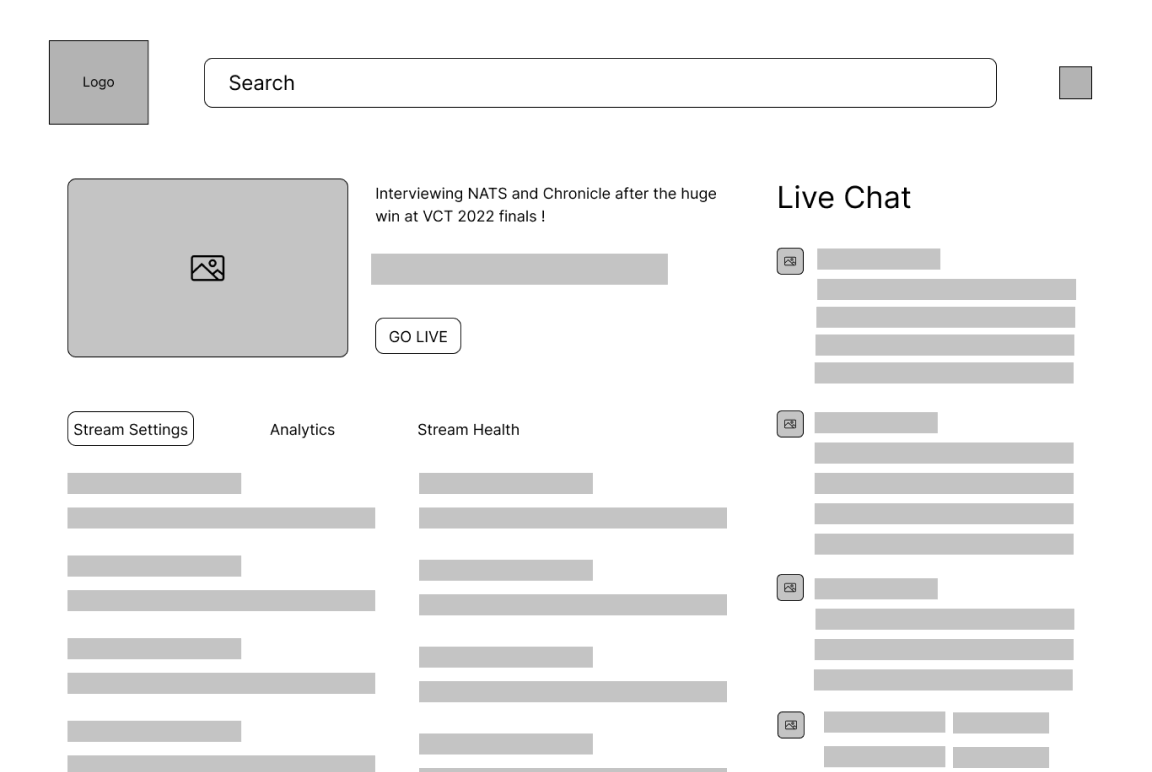 Logo
Search
Interviewing NATS and Chronicle after the huge
win at VCT 2022 finals !
GO LIVE
Live Chat
Stream Settings
Analytics
Stream Health